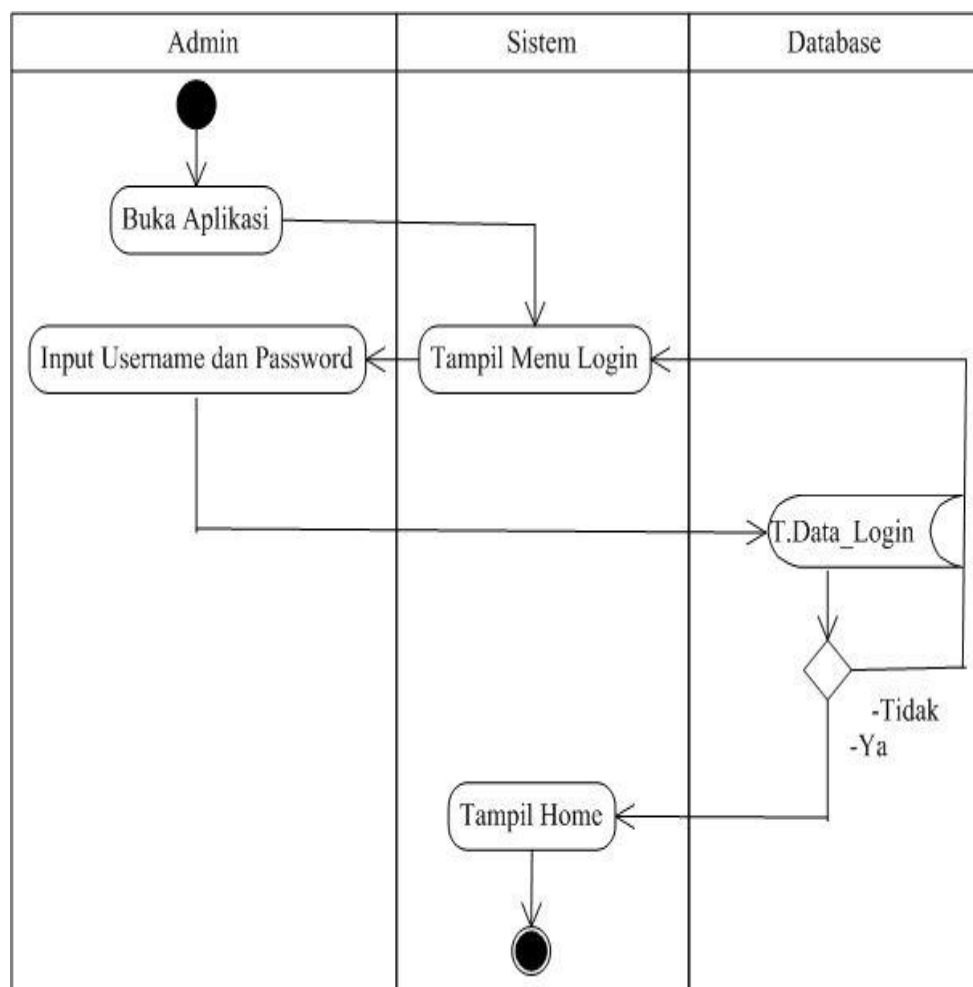 Admin
Sistem
Database
Buka Aplikasi
Input Username dan Password
Tampil Menu Login
T.Data_Login
-Tidak
-Ya
Tampil Home